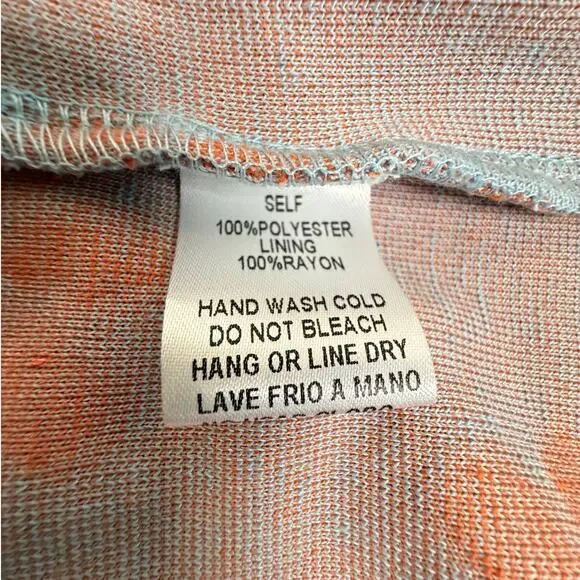 SELF
100%POLYESTER
LINING
100%RAYON
HAND WASH COLD
DO NOT BLEACH
HANG OR LINE DRY
LAVE FRIO A MANO